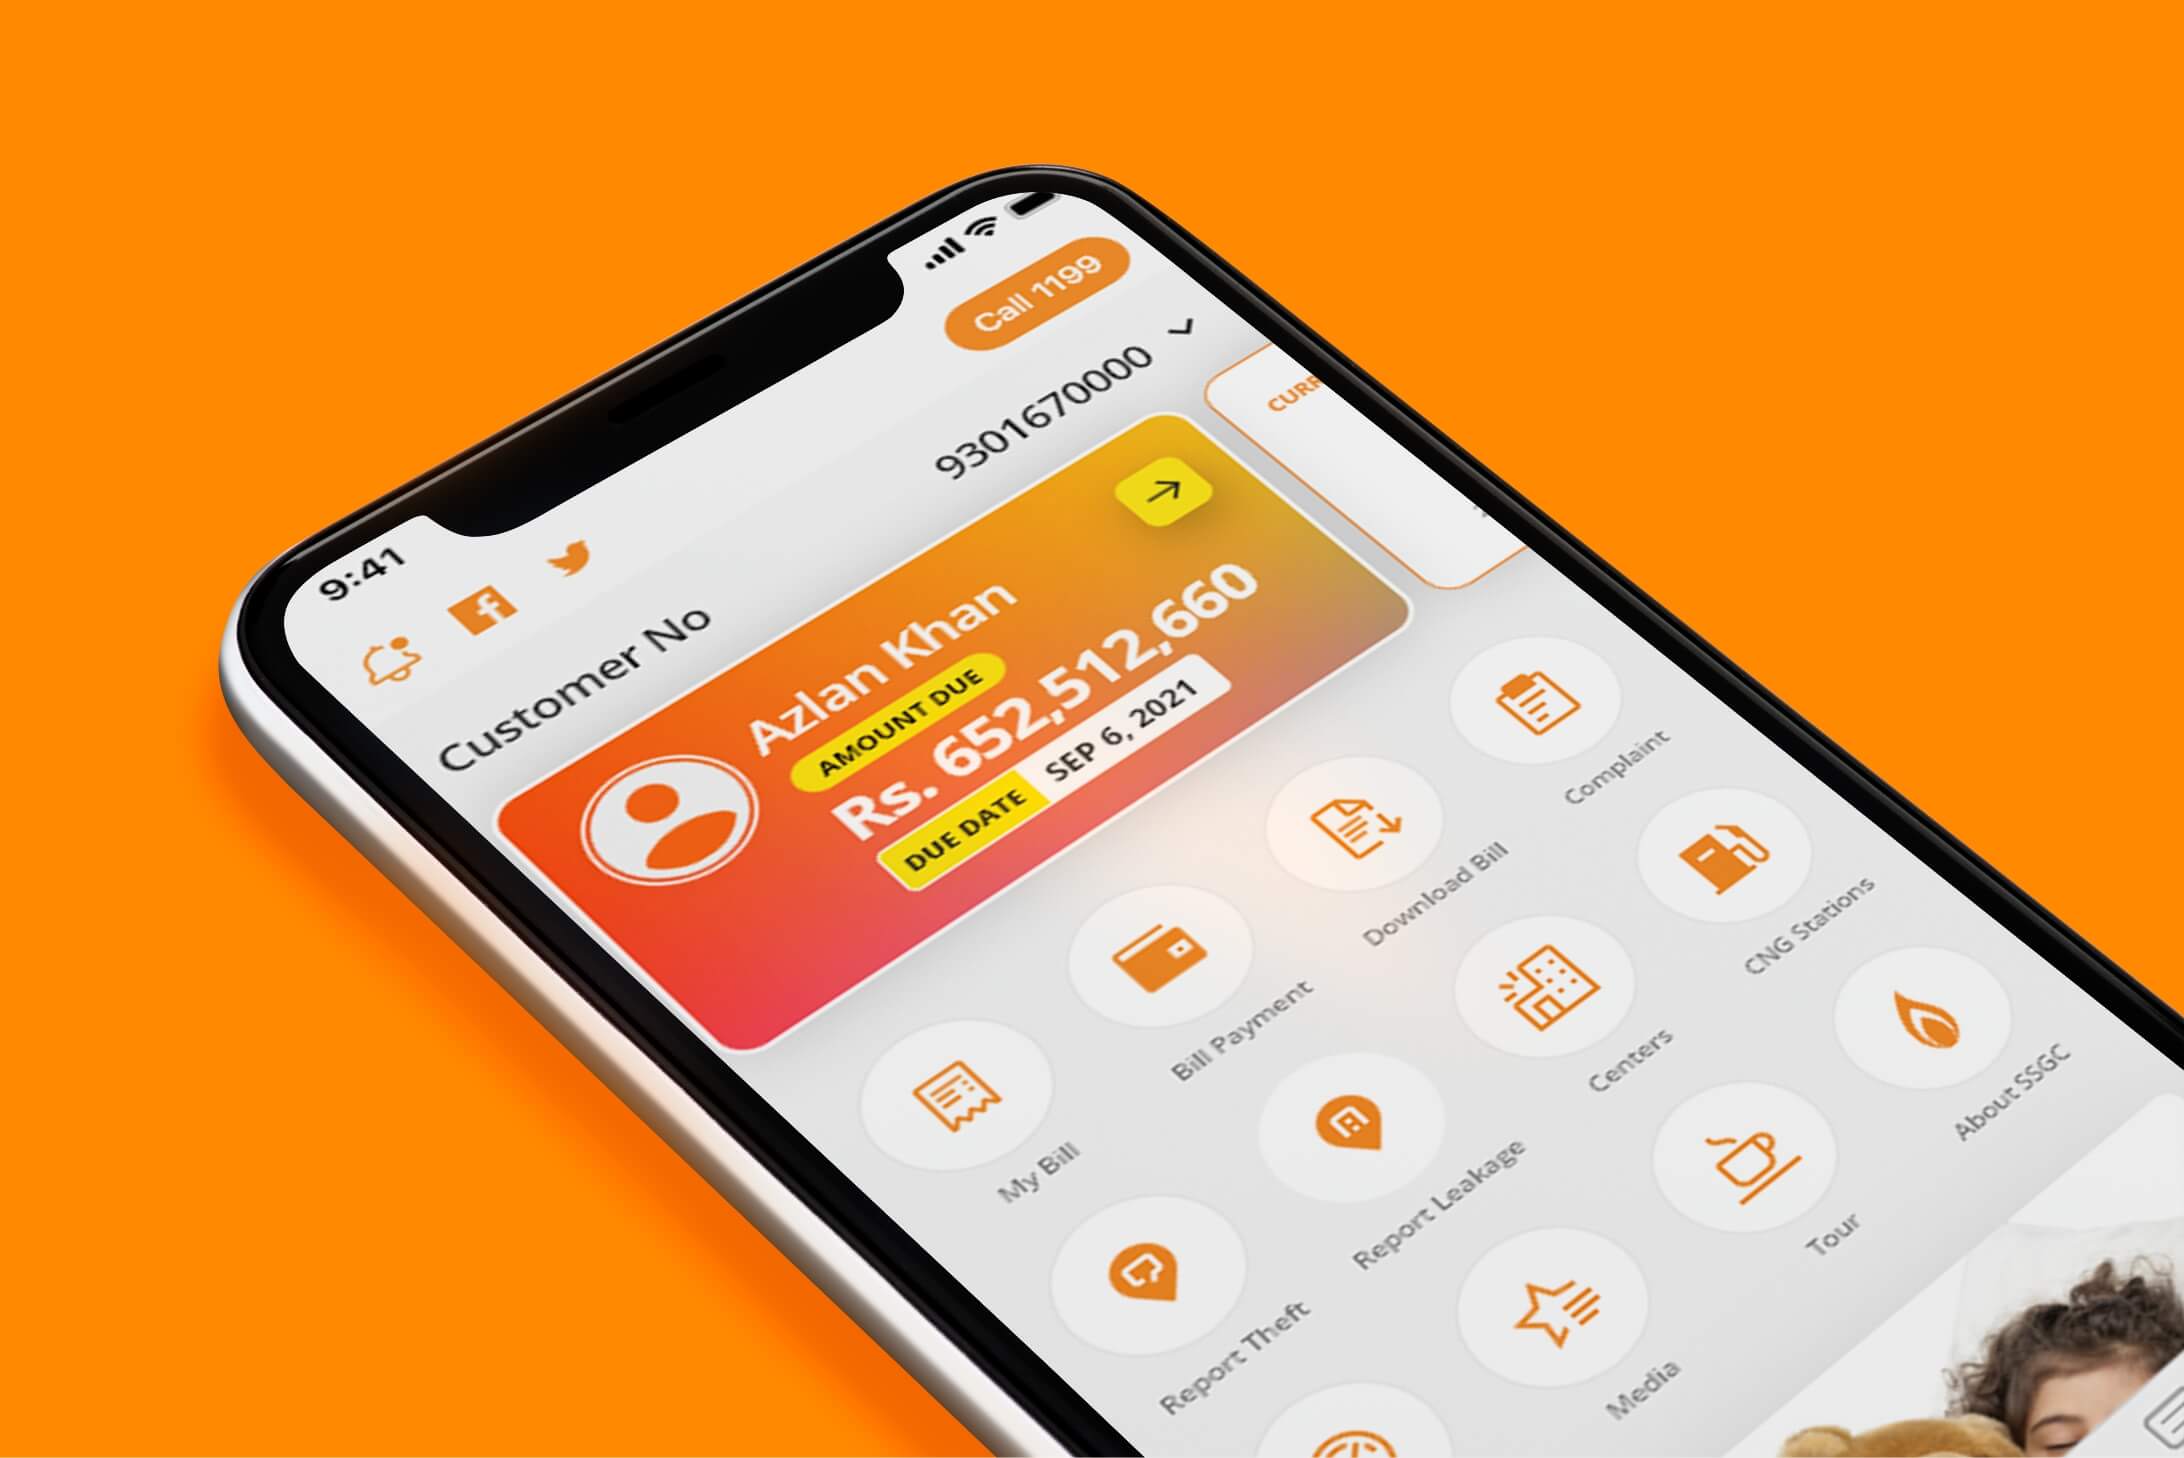 9:41
Call 1199
Customer No
9301670000
CURR
Azlan Khan
AMOUNT DUE
Rs. 652,512,660
DUE DATE SEP 6, 2021
My Bill
Bill Payment
Download Bill
Complaint
Report Theft
Report Leakage
Centers
CNG Stations
Media
Tour
About SSGC